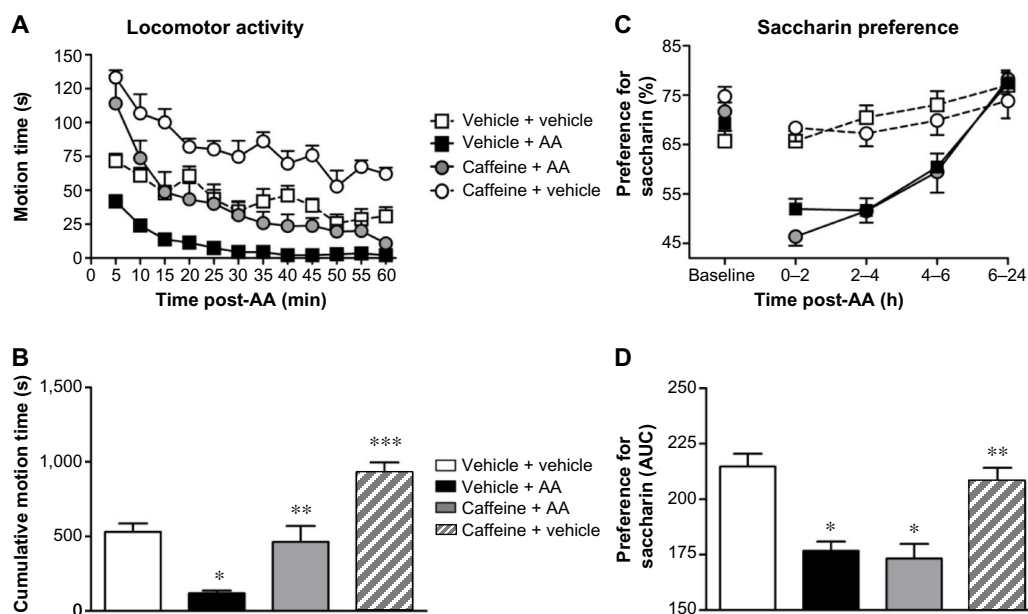 A
Locomotor activity
Motion time (s)
150
120
100
75
50
25
0
0 5 10 15 20 25 30 35 40 45 50 55 60
Time post-AA (min)
Vehicle + vehicle
Vehicle + AA
Caffeine + AA
Caffeine + vehicle
C
Saccharin preference
Preference for
saccharin (%)
85
75
65
55
45
Baseline 0–2 2–4 4–6 6–24
Time post-AA (h)
B
Cumulative motion time (s)
1,500
1,000
500
0
*
**
***
Vehicle + vehicle
Vehicle + AA
Caffeine + AA
Caffeine + vehicle
D
Preference for
saccharin (AUC)
250
225
200
175
150
*
*
**